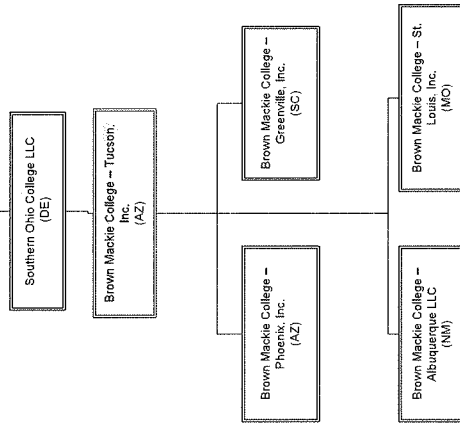 Southern Ohio College LLC
(DE)
Brown Mackie College – Tucson,
Inc.
(AZ)
Brown Mackie College –
Phoenix, Inc.
(AZ)
Brown Mackie College –
Greenville, Inc.
(SC)
Brown Mackie College –
Albuquerque LLC
(NM)
Brown Mackie College – St.
Louis, Inc.
(MO)